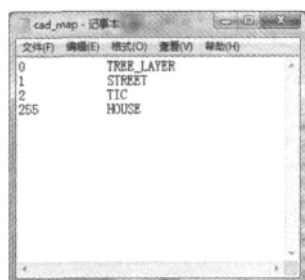 cad_map - 记事本
文件(F) 编辑(E) 格式(O) 查看(V) 帮助(H)
0 TREE_LAYER
1 STREET
2 TIC
255 HOUSE